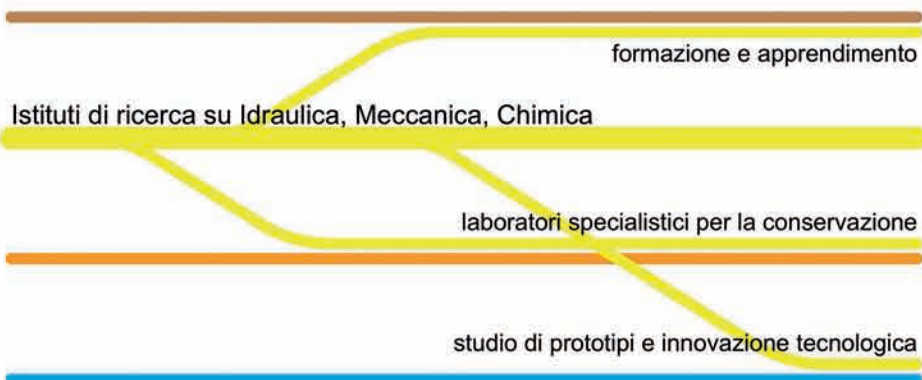 formazione e apprendimento
Istituti di ricerca su Idraulica, Meccanica, Chimica
laboratori specialistici per la conservazione
studio di prototipi e innovazione tecnologica